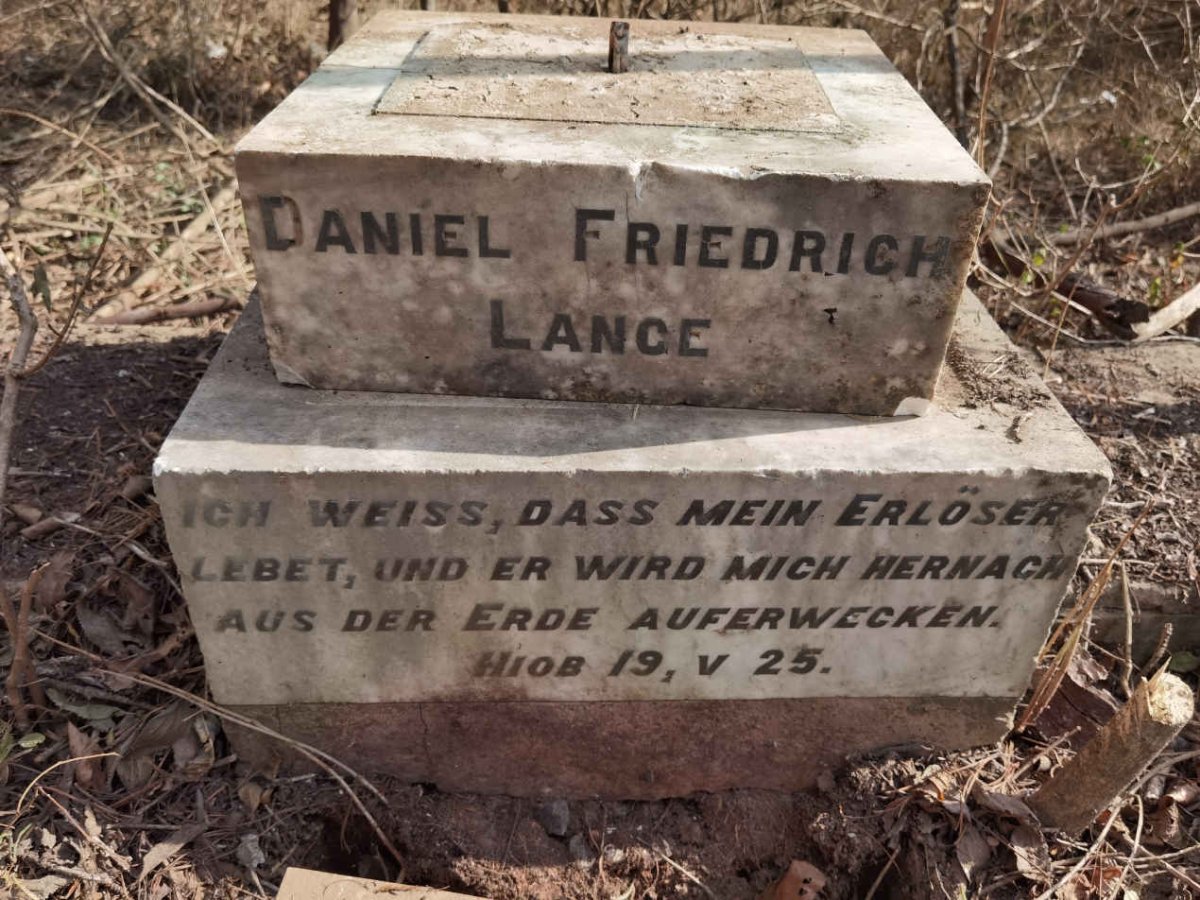 DANIEL FRIEDRICH
LANGE
ICH WEISS, DASS MEIN ERLÖSER
LEBET, UND ER WIRD MICH HERNACH
AUS DER ERDE AUFERWECKEN.
HIOB 19, V 25.